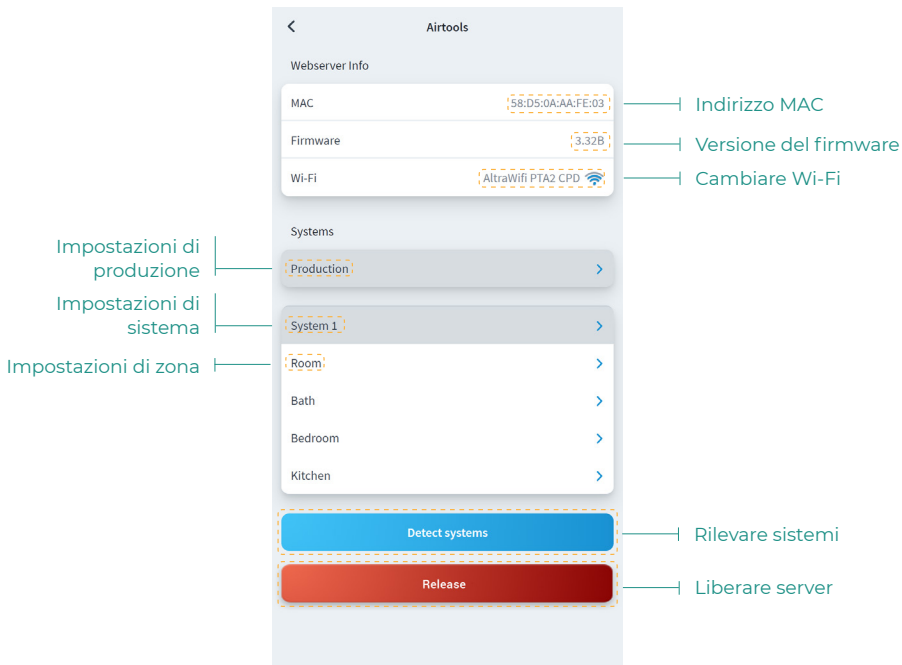 Airtools
Webserver Info
MAC 58:D5:0A:AA:FE:03
Indirizzo MAC
Firmware 3.32B
Versione del firmware
Wi-Fi AltraWifi PTA2 CPD
Cambiare Wi-Fi
Systems
Impostazioni di
produzione
Production
Impostazioni di
sistema
System 1
Impostazioni di zona
Room
Bath
Bedroom
Kitchen
Detect systems
Rilevare sistemi
Release
Liberare server